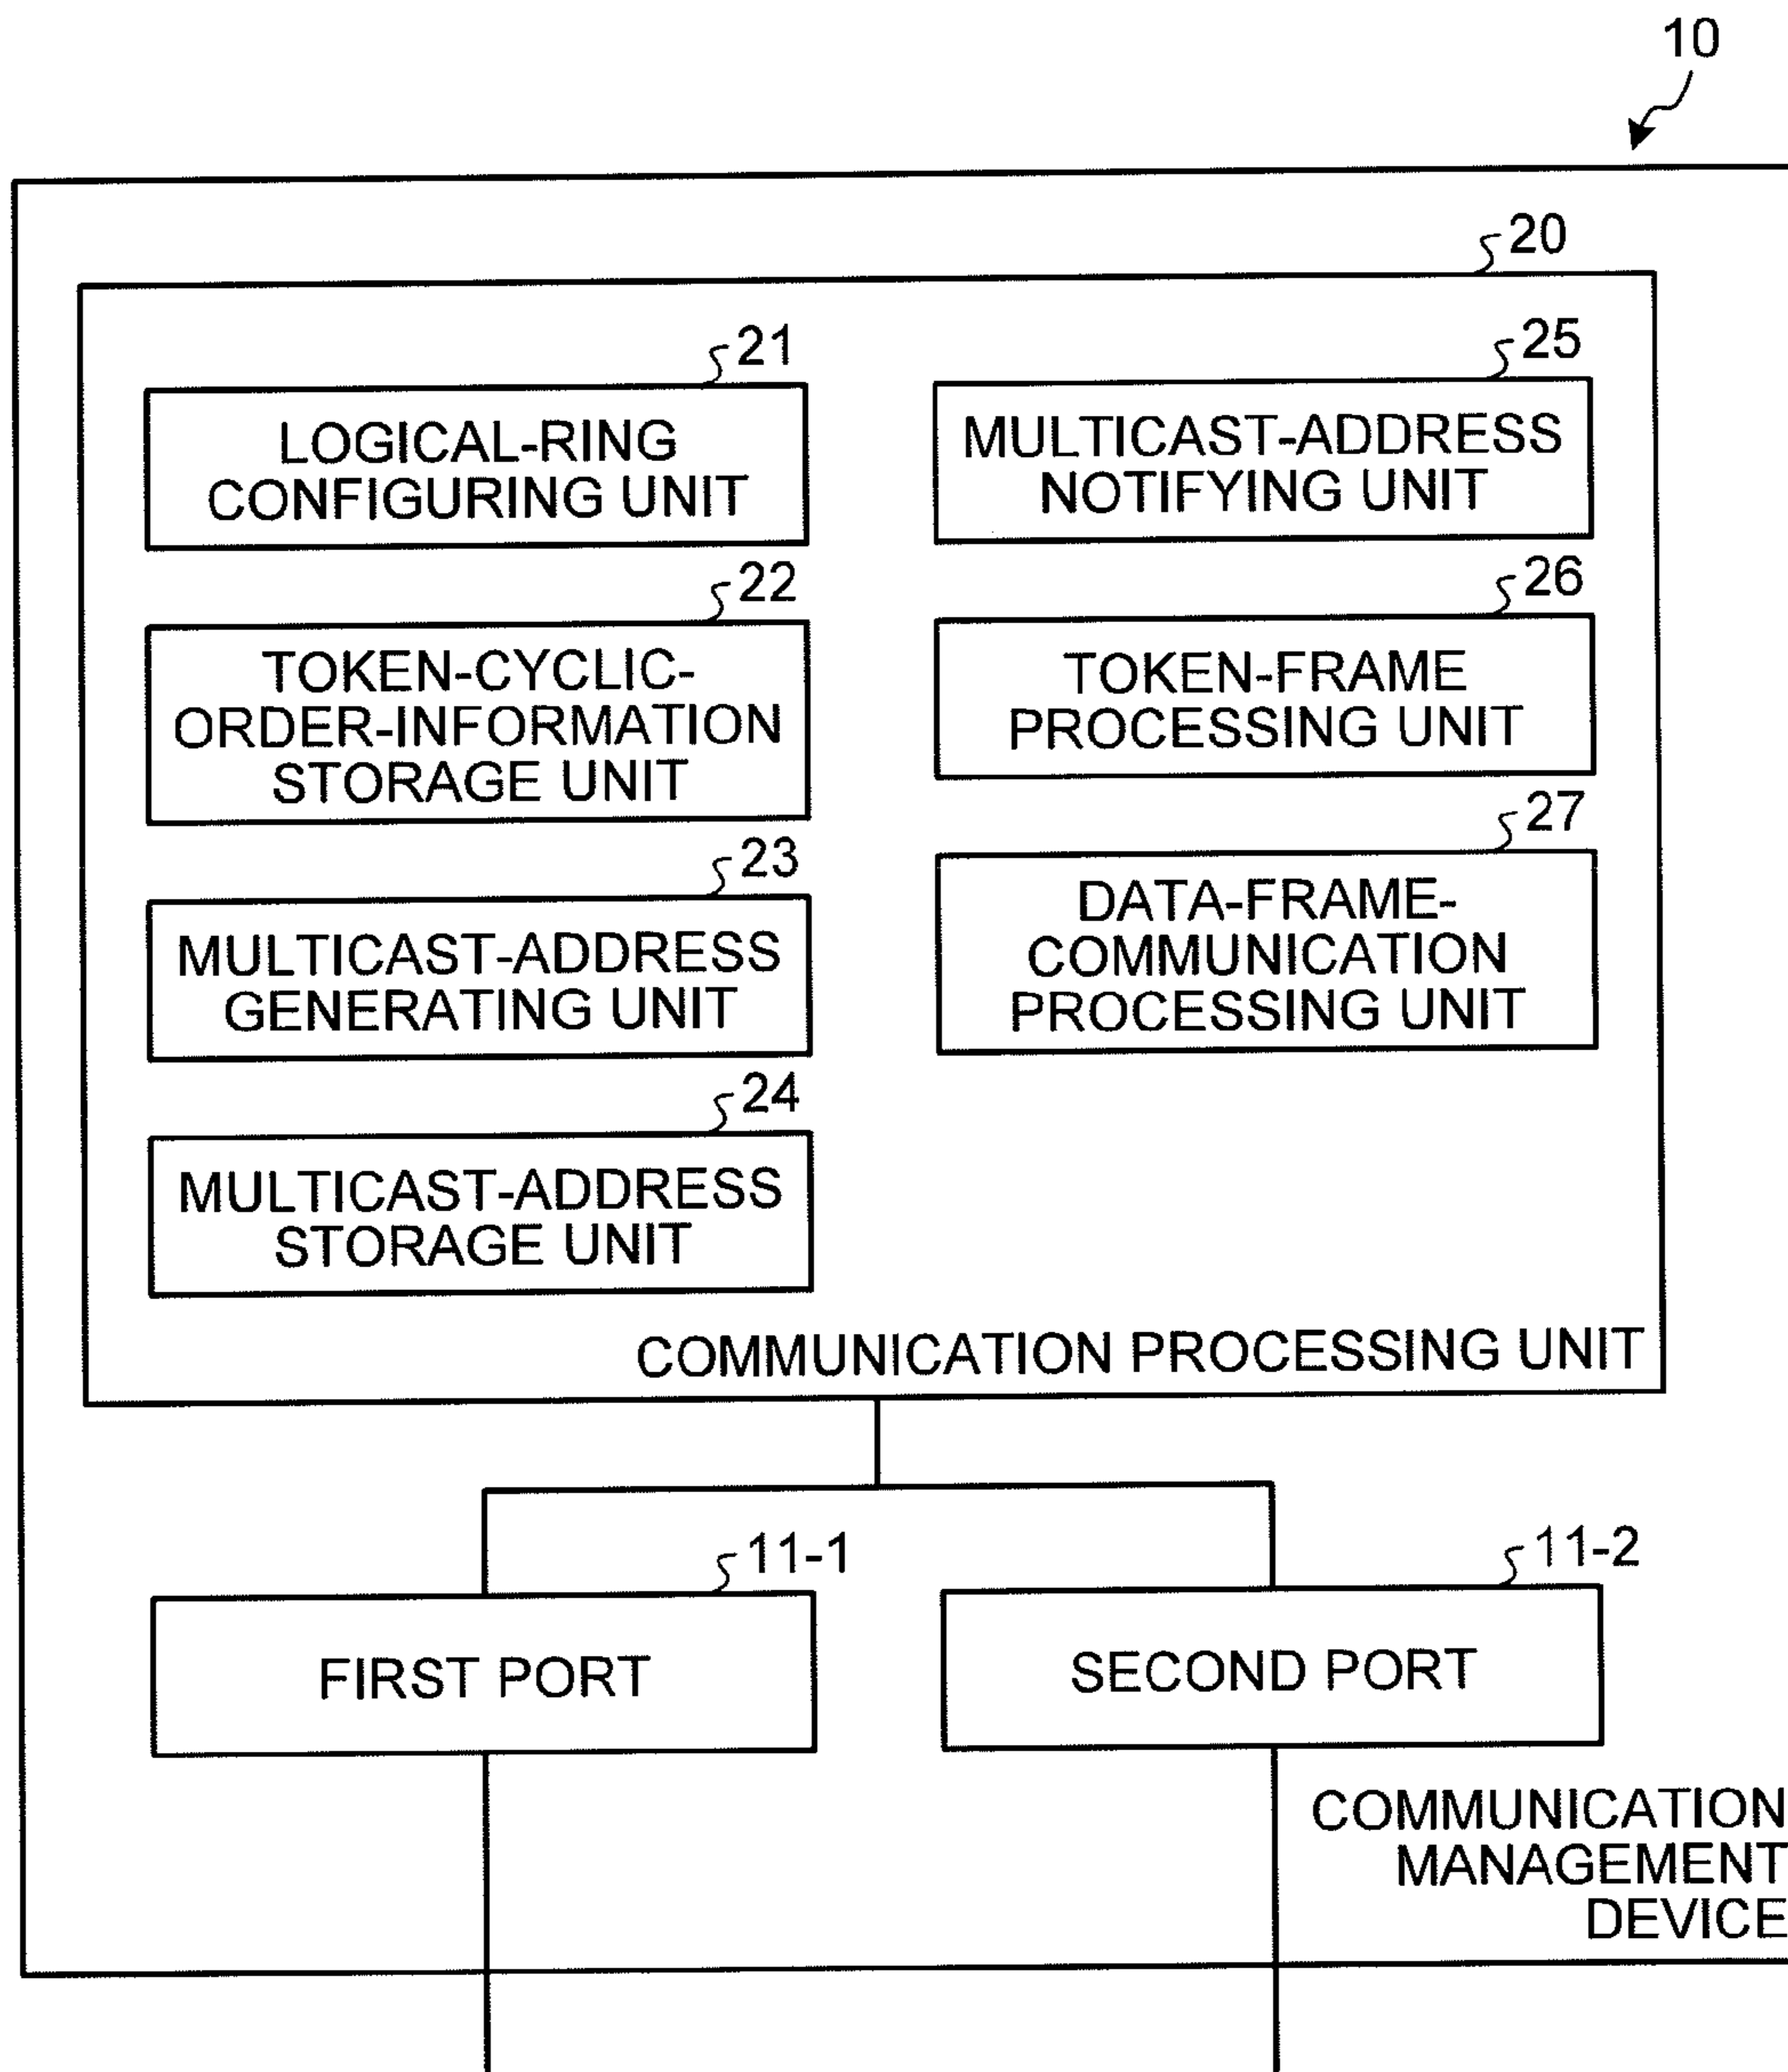 10
20
21
LOGICAL-RING
CONFIGURING UNIT
22
TOKEN-CYCLIC-
ORDER-INFORMATION
STORAGE UNIT
23
MULTICAST-ADDRESS
GENERATING UNIT
24
MULTICAST-ADDRESS
STORAGE UNIT
25
MULTICAST-ADDRESS
NOTIFYING UNIT
26
TOKEN-FRAME
PROCESSING UNIT
27
DATA-FRAME-
COMMUNICATION
PROCESSING UNIT
COMMUNICATION PROCESSING UNIT
11-1
FIRST PORT
11-2
SECOND PORT
COMMUNICATION
MANAGEMENT
DEVICE